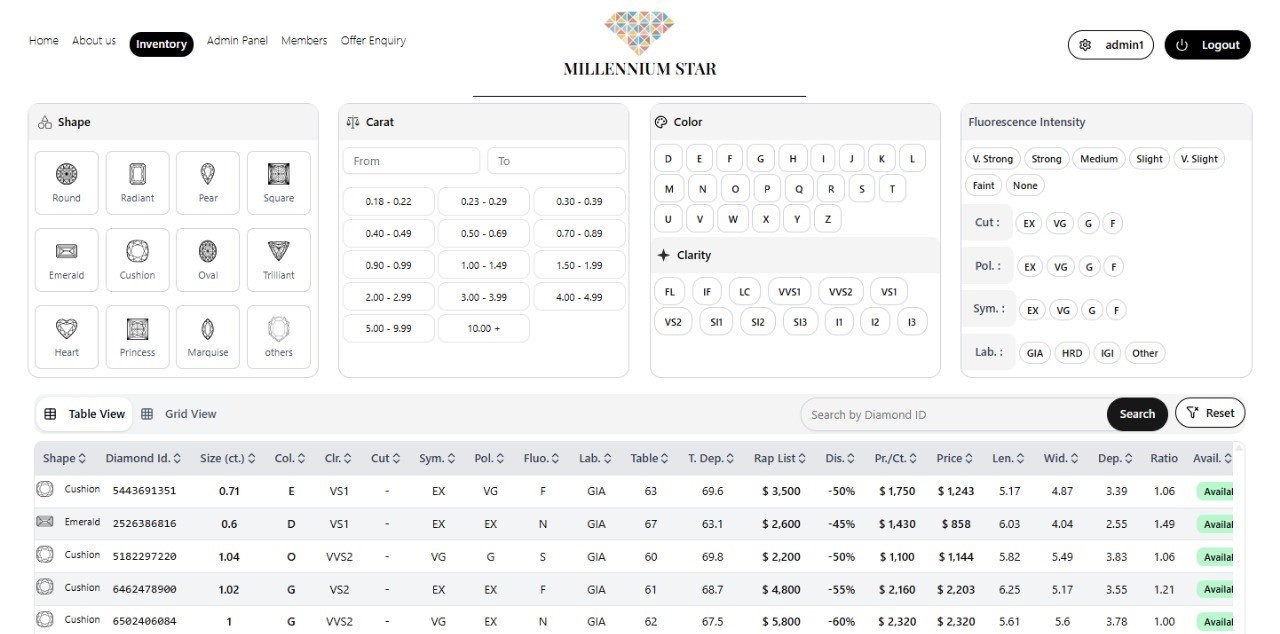 Home About us Inventory Admin Panel Members Offer Enquiry
MILLENNIUM STAR
admin1 Logout
Shape
Round Radiant Pear Square
Emerald Cushion Oval Trilliant
Heart Princess Marquise others
Carat
From To
0.18 - 0.22 0.23 - 0.29 0.30 - 0.39
0.40 - 0.49 0.50 - 0.69 0.70 - 0.89
0.90 - 0.99 1.00 - 1.49 1.50 - 1.99
2.00 - 2.99 3.00 - 3.99 4.00 - 4.99
5.00 - 9.99 10.00 +
Color
D E F G H I J K L
M N O P Q R S T
U V W X Y Z
Clarity
FL IF LC VVS1 VVS2 VS1
VS2 SI1 SI2 SI3 I1 I2 I3
Fluorescence Intensity
V. Strong Strong Medium Slight V. Slight
Faint None
Cut : EX VG G F
Pol. : EX VG G F
Sym. : EX VG G F
Lab. : GIA HRD IGI Other
Table View Grid View Search by Diamond ID Search Reset
Shape Diamond Id. Size (ct.) Col. Clr. Cut Sym. Pol. Fluo. Lab. Table T. Dep. Rap List Dis. Pr./Ct. Price Len. Wid. Dep. Ratio Avail.
Cushion 5443691351 0.71 E VS1 - EX VG F GIA 63 69.6 $ 3,500 -50% $ 1,750 $ 1,243 5.17 4.87 3.39 1.06 Availal
Emerald 2526386816 0.6 D VS1 - EX EX N GIA 67 63.1 $ 2,600 -45% $ 1,430 $ 858 6.03 4.04 2.55 1.49 Availal
Cushion 5182297220 1.04 O VVS2 - VG G S GIA 60 69.8 $ 2,200 -50% $ 1,100 $ 1,144 5.82 5.49 3.83 1.06 Availal
Cushion 6462478900 1.02 G VS2 - EX EX F GIA 61 68.7 $ 4,800 -55% $ 2,160 $ 2,203 6.25 5.17 3.55 1.21 Availal
Cushion 6502406084 1 G VVS2 - VG EX N GIA 62 67.5 $ 5,800 -60% $ 2,320 $ 2,320 5.61 5.6 3.78 1.00 Availal